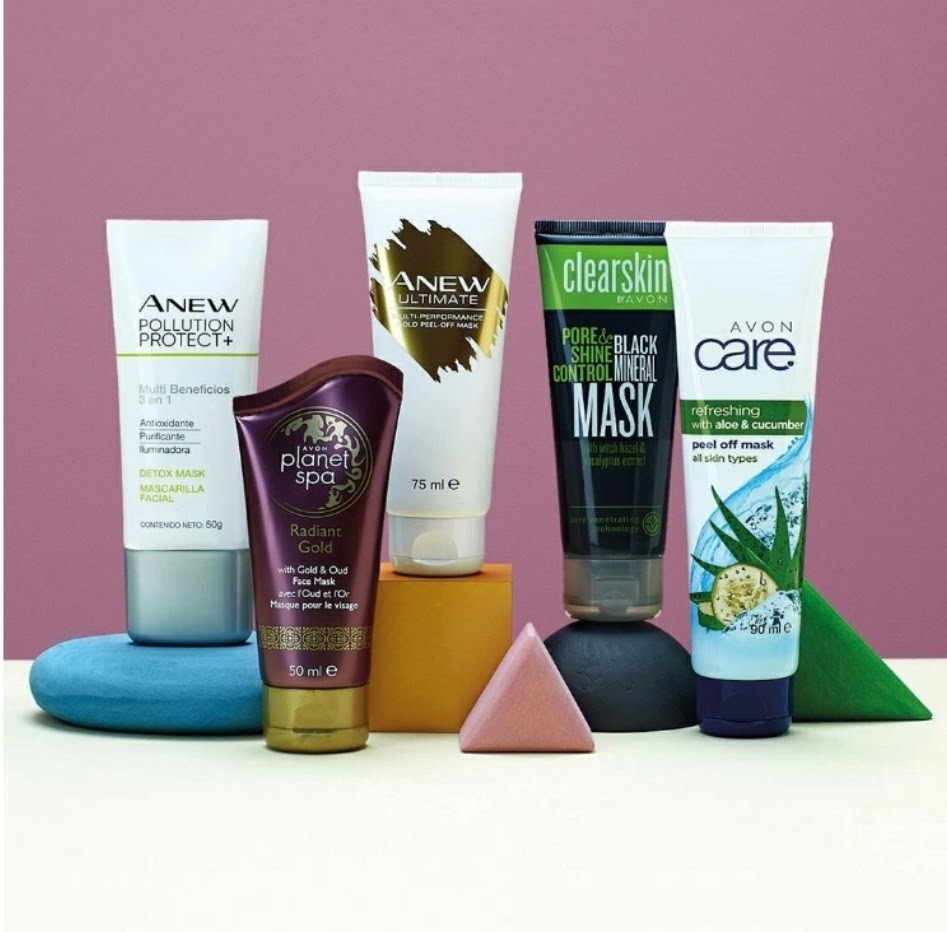 ANEW
POLLUTION
PROTECT+
Multi Beneficios
3 en 1
Antioxidante
Purificante
Iluminadora
DETOX MASK
MASCARILLA
FACIAL
CONTENIDO NETO: 50g
AVON
planet
spa
Radiant
Gold
with Gold & Oud
Face Mask
avec l'Oud et l'Or
Masque pour le visage
50 ml e
ANEW
ULTIMATE
MULTI-PERFORMANCE
GOLD PEEL-OFF MASK
75 ml e
clearskin
BY AVON
PORE &
SHINE
CONTROL
BLACK
MINERAL
MASK
with witch hazel &
eucalyptus extract
pore penetrating
technology
AVON
care
refreshing
with aloe & cucumber
peel off mask
all skin types
90 ml e